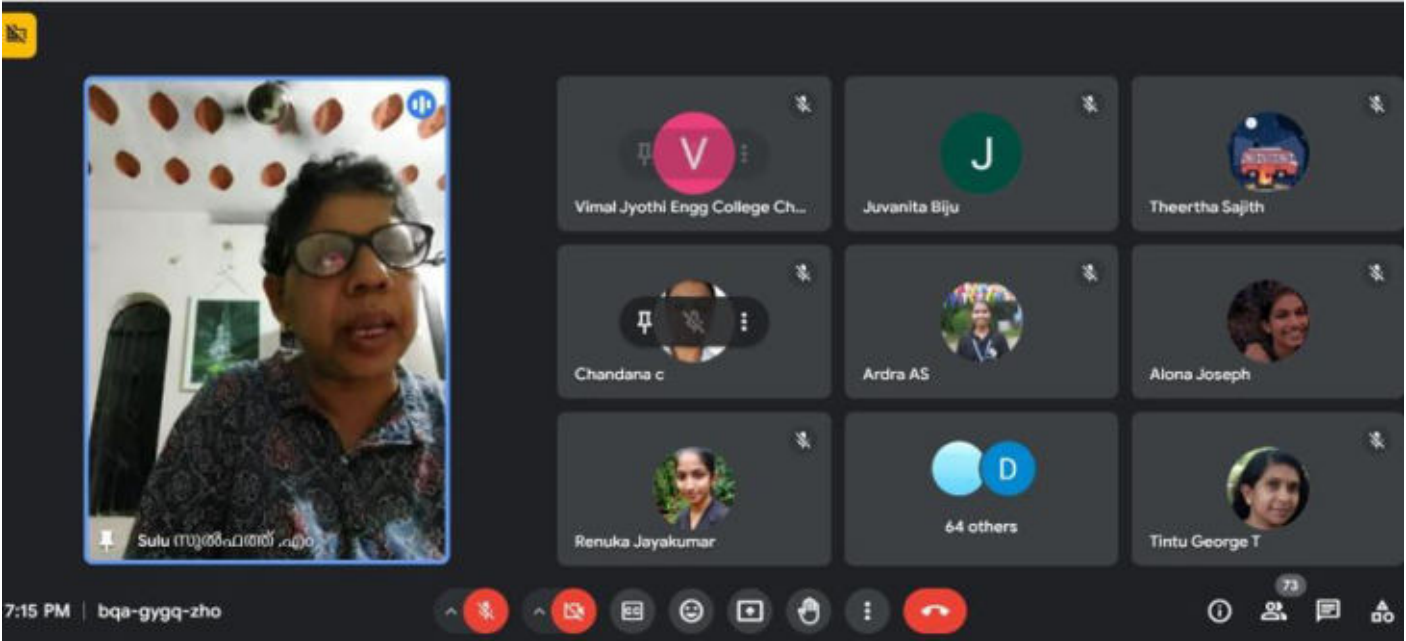 Sulu സുൽഫത്ത് .എം
V
Vimal Jyothi Engg College Ch...
J
Juvanita Biju
Theertha Sajith
Chandana c
Ardra AS
Alona Joseph
Renuka Jayakumar
D
64 others
Tintu George T
7:15 PM | bqa-gygq-zho
CC
73